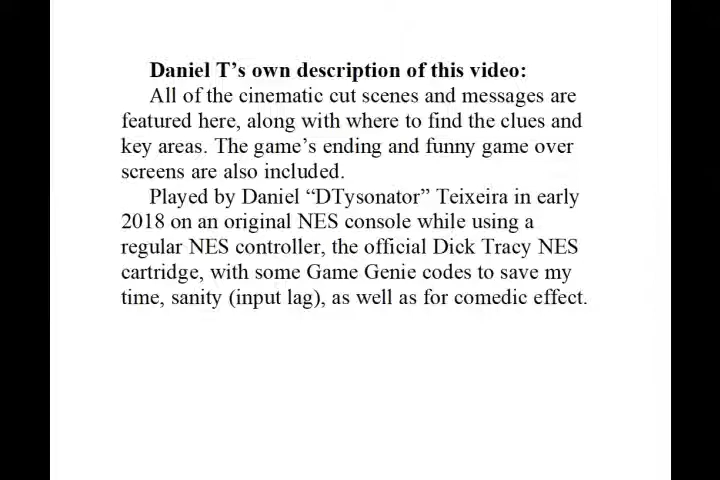 Daniel T’s own description of this video:
All of the cinematic cut scenes and messages are
featured here, along with where to find the clues and
key areas. The game’s ending and funny game over
screens are also included.
Played by Daniel “DTysonator” Teixeira in early
2018 on an original NES console while using a
regular NES controller, the official Dick Tracy NES
cartridge, with some Game Genie codes to save my
time, sanity (input lag), as well as for comedic effect.